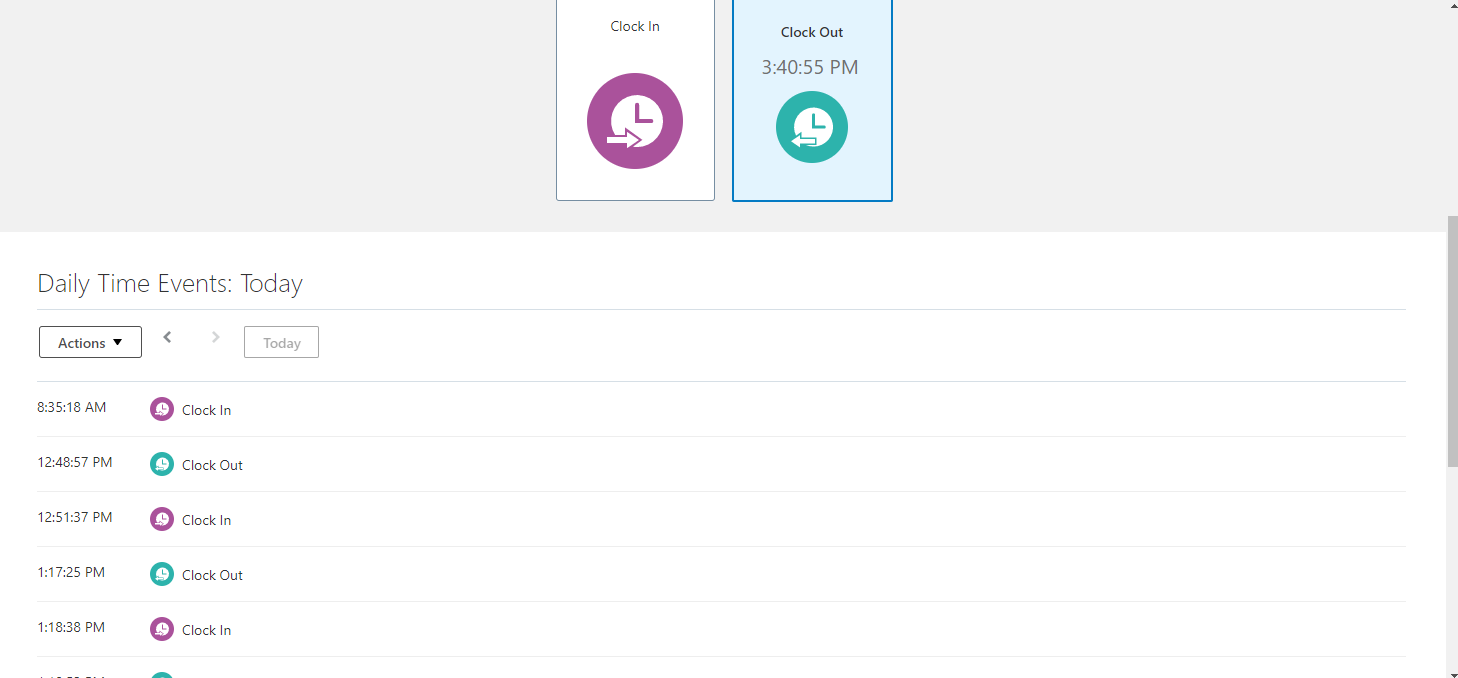 Clock In
Clock Out
3:40:55 PM
Daily Time Events: Today
Actions
Today
8:35:18 AM Clock In
12:48:57 PM Clock Out
12:51:37 PM Clock In
1:17:25 PM Clock Out
1:18:38 PM Clock In